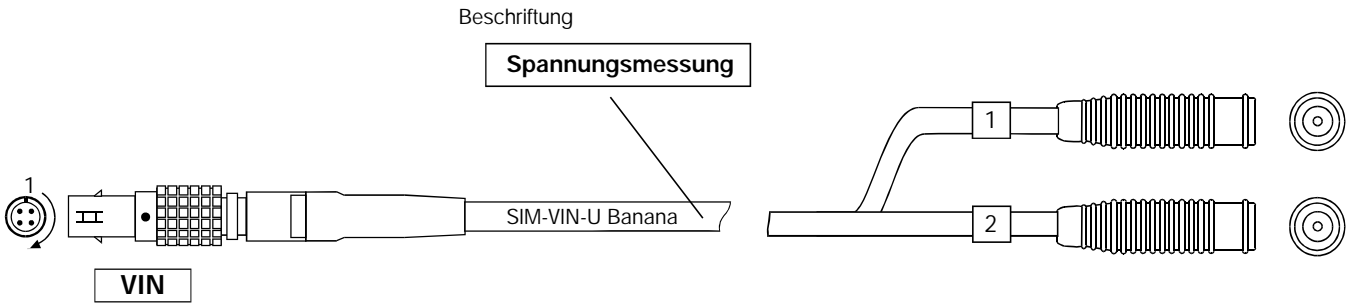 Beschriftung
Spannungsmessung
1
1
SIM-VIN-U Banana
2
VIN